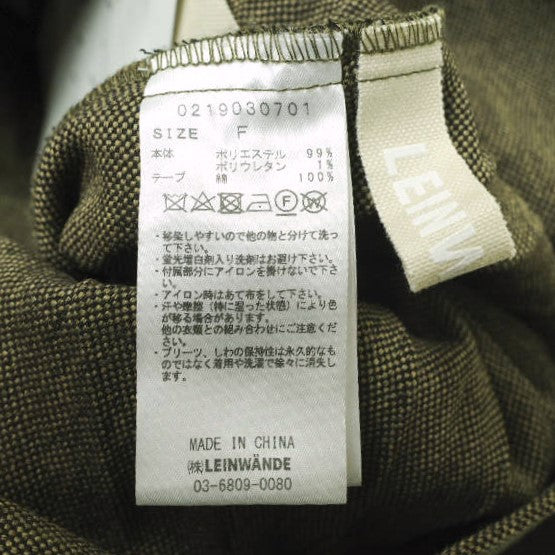 0219030701
SIZE F
本体 ポリエステル 99%
ポリウレタン 1%
テープ 綿 100%
・移染しやすいので他の物と分けて洗っ
て下さい。
・蛍光増白剤入り洗剤はお避け下さい。
・付属部分にアイロンを掛けないで下さ
い。
・アイロン時はあて布をして下さい。
・汗や摩擦(特に湿った状態)により色
が移る場合があります。
他の衣類との組み合わせにご注意くだ
さい。
・プリーツ、しわの保持性は永久的なも
のではなく着用や洗濯で徐々に消失し
ます。
MADE IN CHINA
㈱LEINWÄNDE
03-6809-0080
LEINW